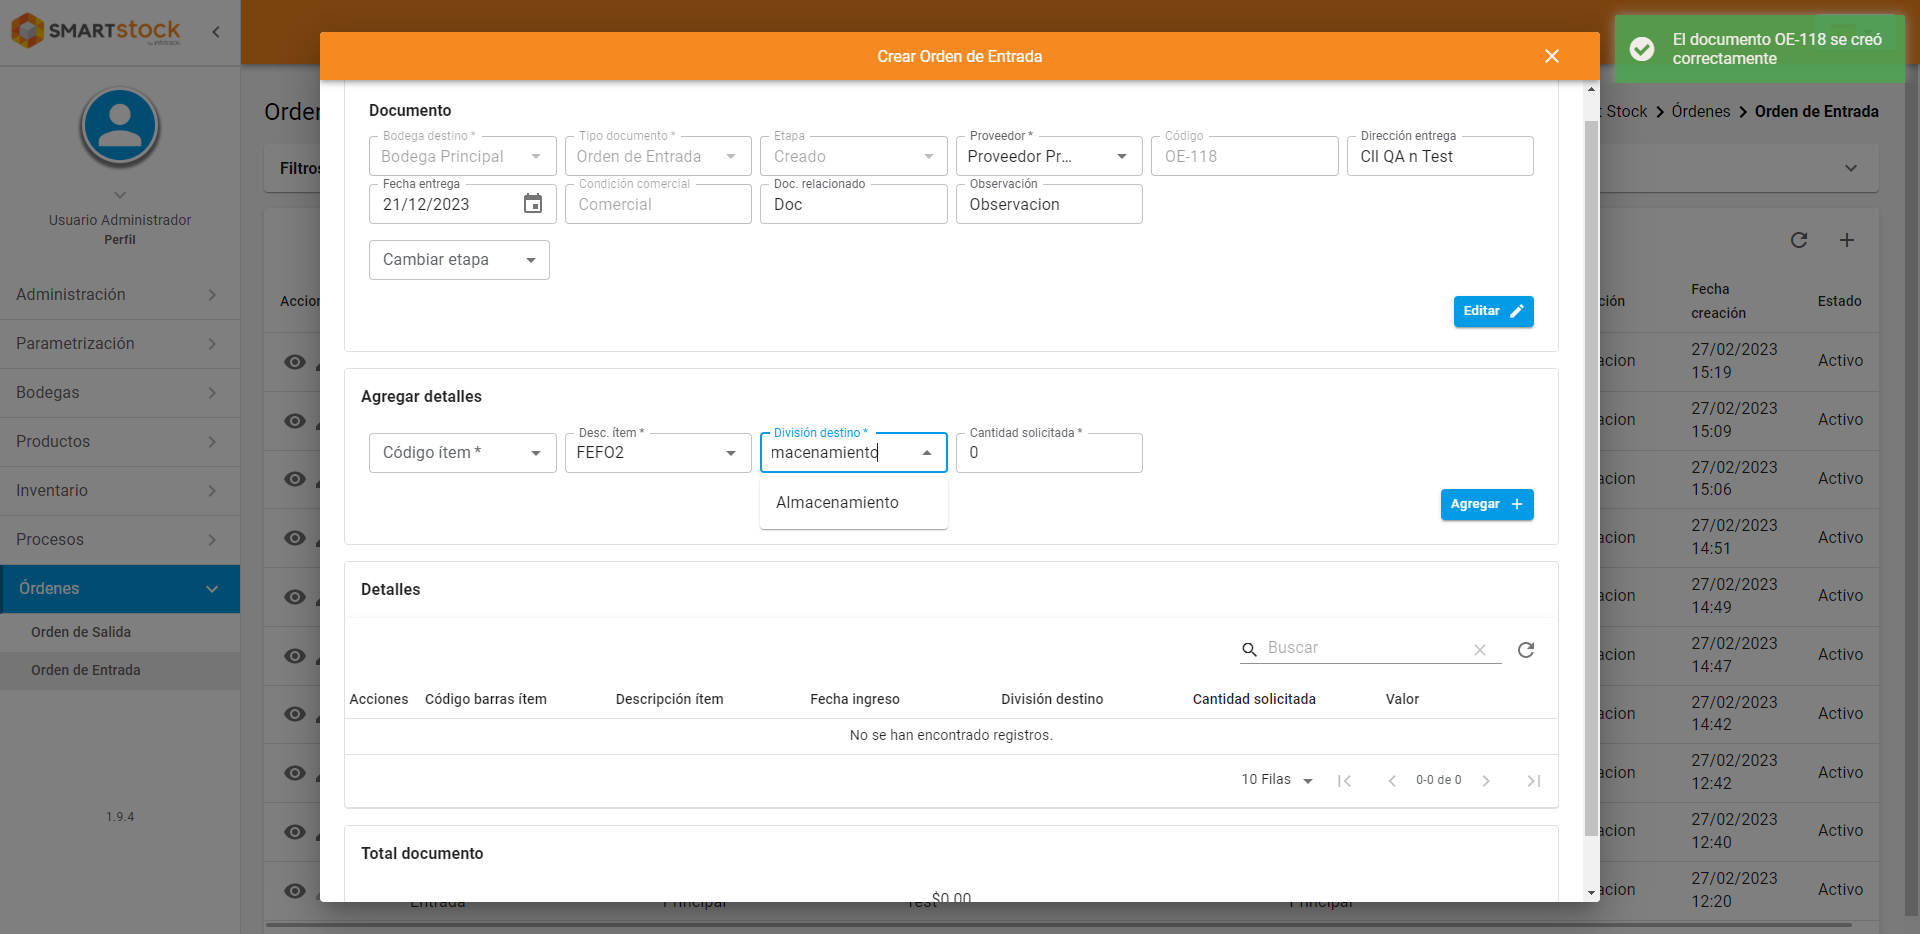 SMARTSTOCK
by infotrack
Usuario Administrador
Perfil
Administración
Parametrización
Bodegas
Productos
Inventario
Procesos
Órdenes
Orden de Salida
Orden de Entrada
1.9.4
El documento OE-118 se creó
correctamente
Stock > Órdenes > Orden de Entrada
Crear Orden de Entrada
Documento
Bodega destino * Tipo documento * Etapa Proveedor * Código Dirección entrega
Bodega Principal Orden de Entrada Creado Proveedor Pr... OE-118 Cll QA n Test
Fecha entrega Condición comercial Doc. relacionado Observación
21/12/2023 Comercial Doc Observacion
Cambiar etapa
Editar
Agregar detalles
Desc. ítem * División destino * Cantidad solicitada *
Código ítem * FEFO2 macenamiento 0
Almacenamiento
Agregar +
Detalles
Buscar
Acciones Código barras ítem Descripción ítem Fecha ingreso División destino Cantidad solicitada Valor
No se han encontrado registros.
10 Filas 0-0 de 0
Total documento
$0.00
Orden
Filtros
Accion
ción
Fecha
creación
Estado
acion 27/02/2023 15:19 Activo
acion 27/02/2023 15:09 Activo
acion 27/02/2023 15:06 Activo
acion 27/02/2023 14:51 Activo
acion 27/02/2023 14:49 Activo
acion 27/02/2023 14:47 Activo
acion 27/02/2023 14:42 Activo
acion 27/02/2023 12:42 Activo
acion 27/02/2023 12:40 Activo
acion 27/02/2023 12:20 Activo
Entrada Principal Test Principal